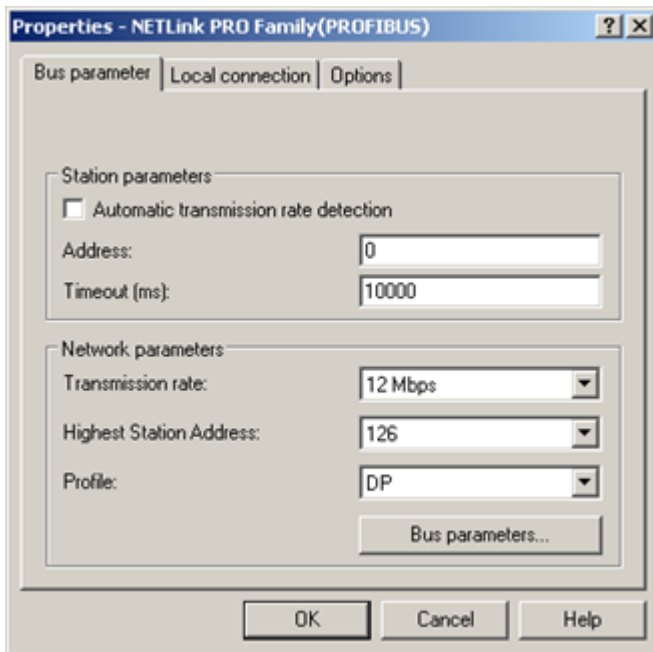 Properties - NETLink PRO Family(PROFIBUS)
Bus parameter Local connection Options
Station parameters
Automatic transmission rate detection
Address: 0
Timeout (ms): 10000
Network parameters
Transmission rate: 12 Mbps
Highest Station Address: 126
Profile: DP
Bus parameters...
OK Cancel Help